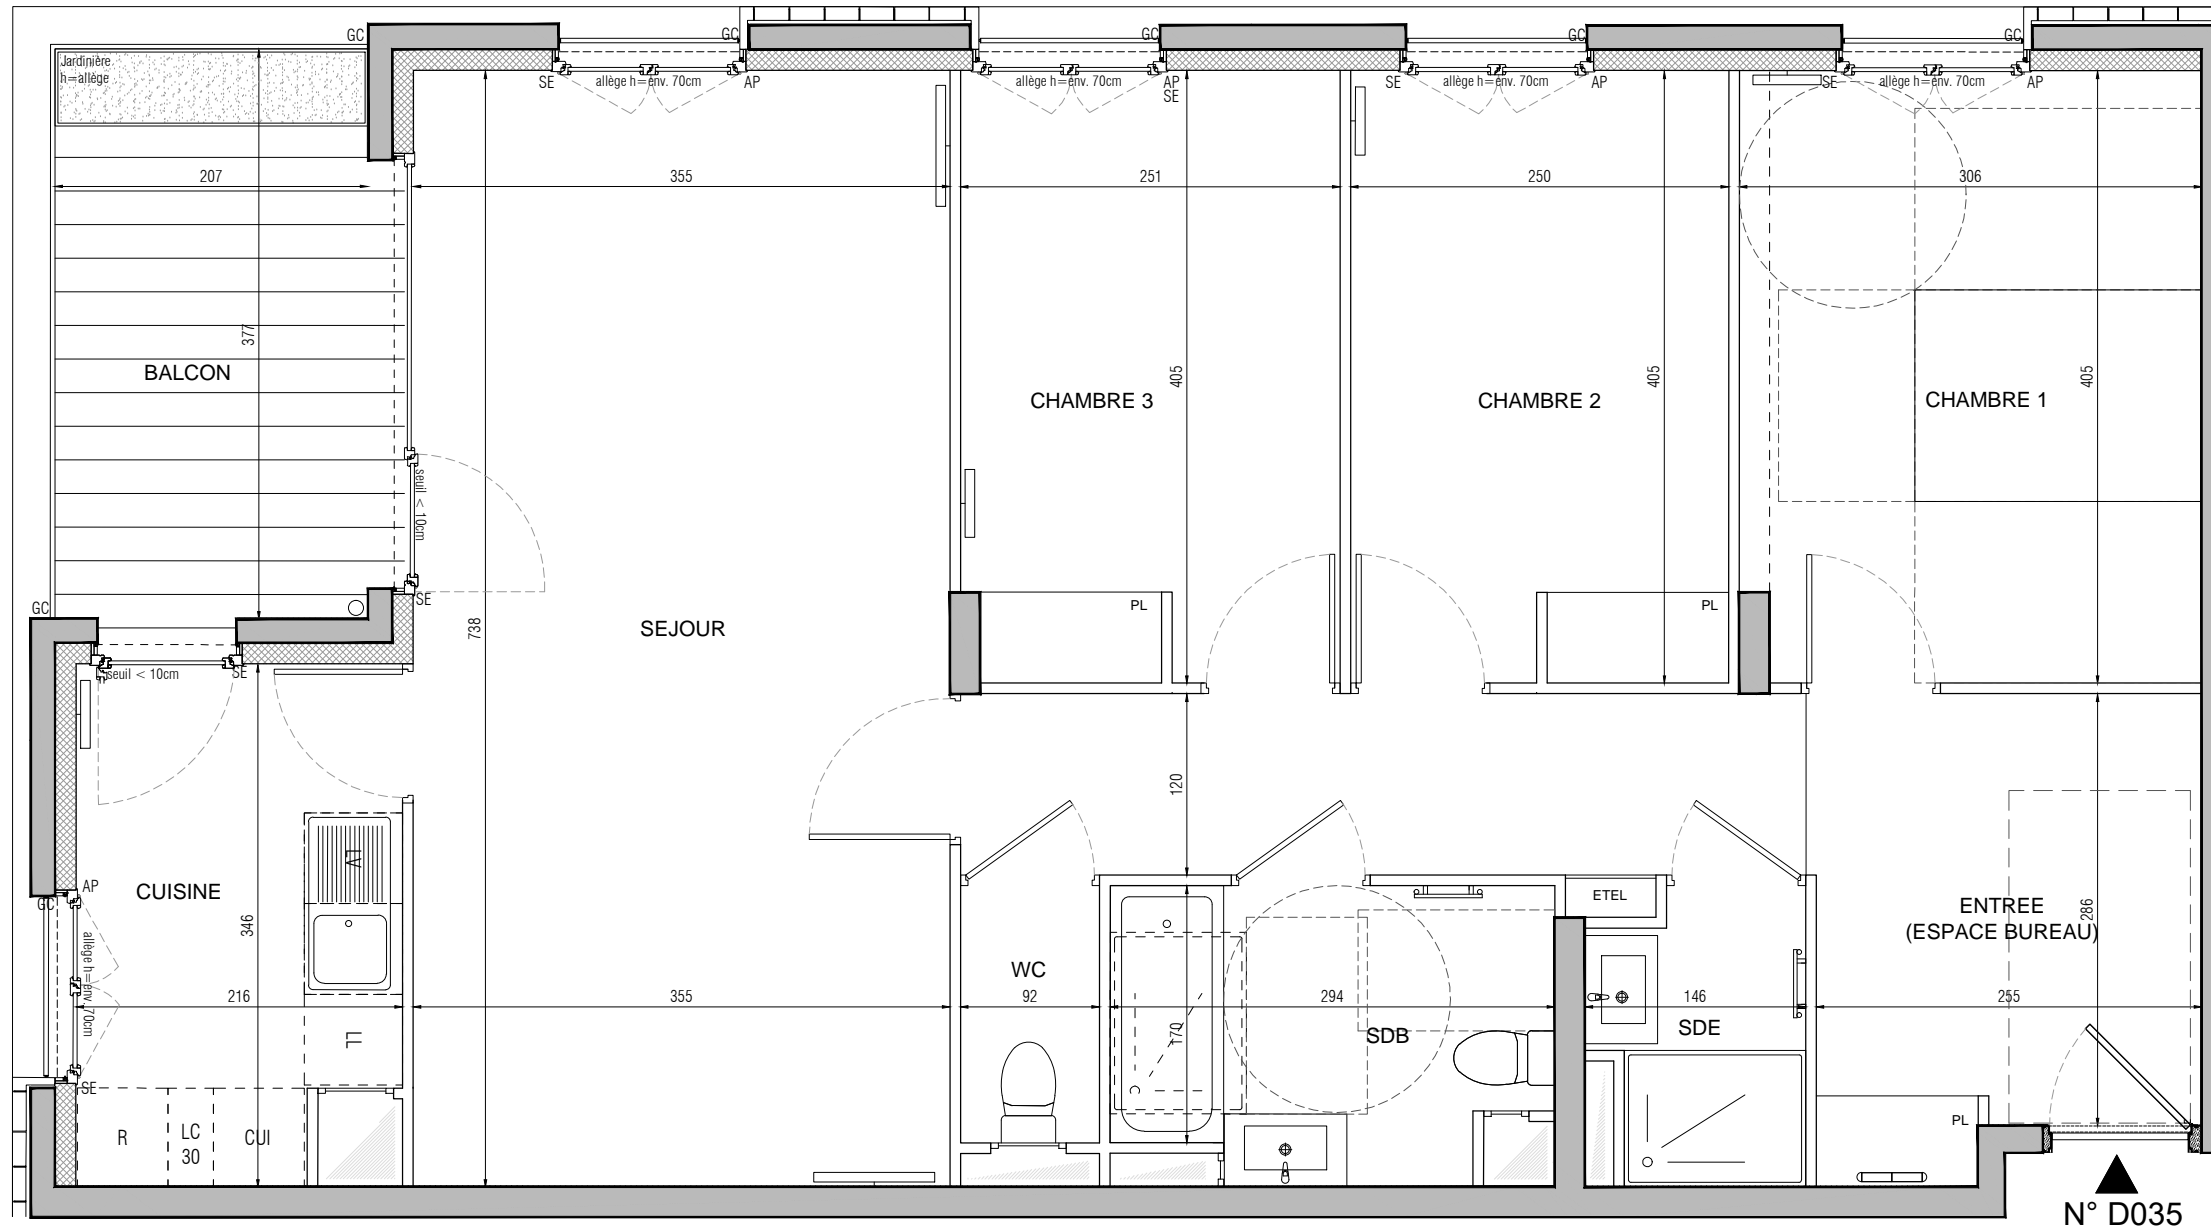 GC
GC
GC
GC
GC
Jardinière
h=allège
SE
allège h=env. 70cm
AP
allège h=env. 70cm
AP
SE
SE
allège h=env. 70cm
AP
SE
allège h=env. 70cm
AP
207
355
251
250
306
377
405
405
405
BALCON
CHAMBRE 3
CHAMBRE 2
CHAMBRE 1
seuil < 10cm
SE
GC
PL
PL
738
SEJOUR
seuil < 10cm
SE
120
LV
CUISINE
AP
GC
allège h=env. 70cm
346
ETEL
ENTREE
(ESPACE BUREAU)
286
WC
216
355
92
294
146
255
170
SDB
SDE
LL
SE
R
LC
30
CUI
PL
N° D035